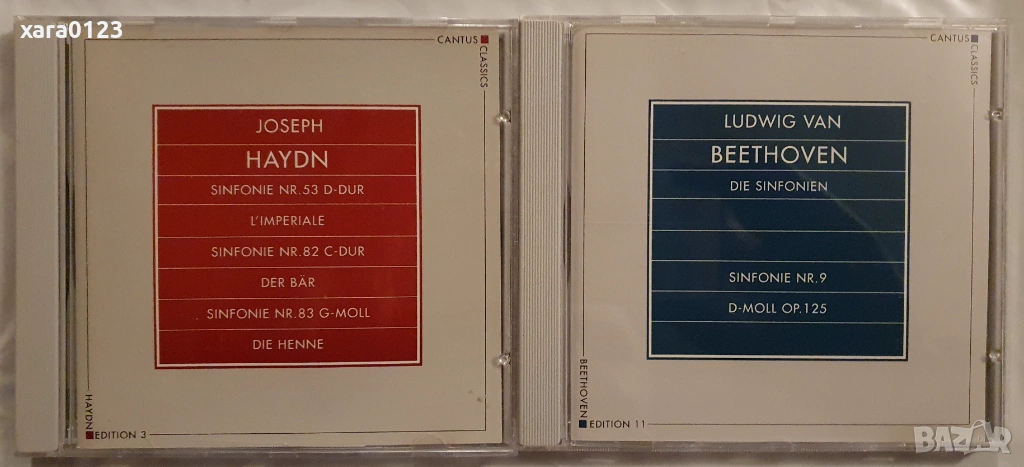 xara0123
CANTUS
CLASSICS
JOSEPH
HAYDN
SINFONIE NR.53 D-DUR
L'IMPERIALE
SINFONIE NR.82 C-DUR
DER BÄR
SINFONIE NR.83 G-MOLL
DIE HENNE
HAYDN
EDITION 3
CANTUS
CLASSICS
LUDWIG VAN
BEETHOVEN
DIE SINFONIEN
SINFONIE NR.9
D-MOLL OP.125
BEETHOVEN
EDITION 11
BAZAR